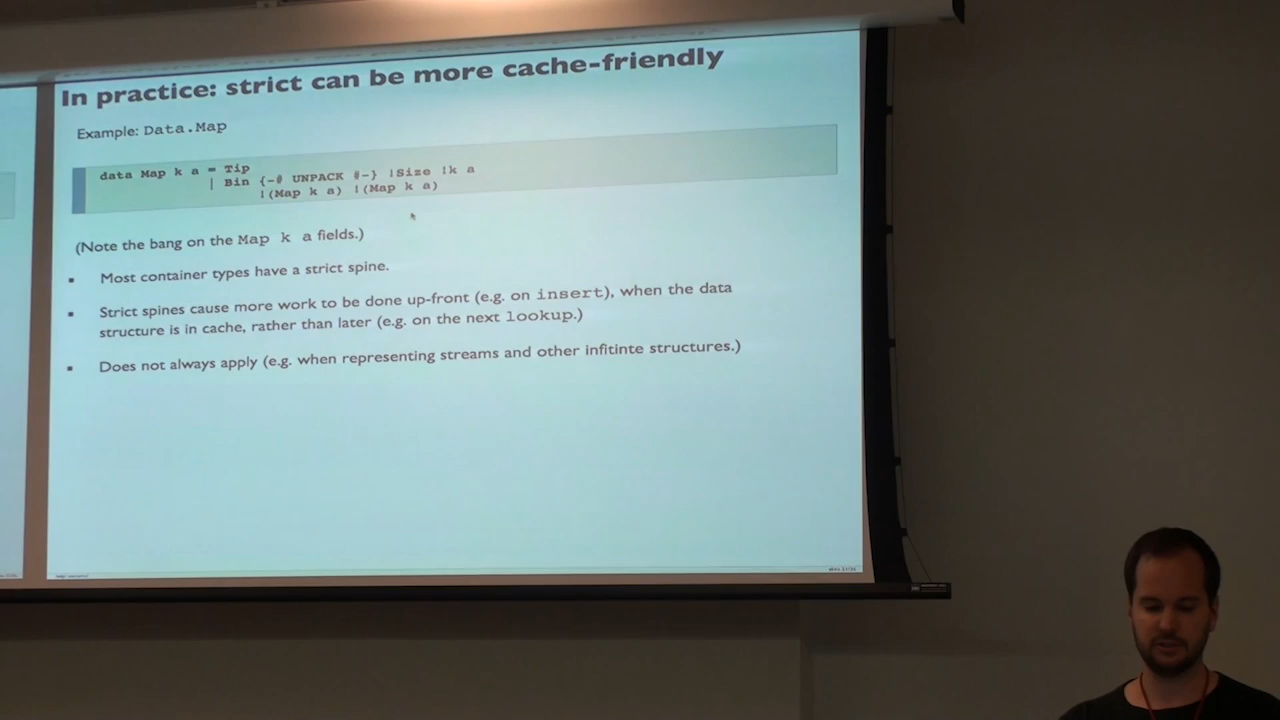 In practice: strict can be more cache-friendly
Example: Data.Map
data Map k a = Tip
| Bin {-# UNPACK #-} !Size !k a
!(Map k a) !(Map k a)
(Note the bang on the Map k a fields.)
▪ Most container types have a strict spine.
▪ Strict spines cause more work to be done up-front (e.g. on insert), when the data
structure is in cache, rather than later (e.g. on the next lookup.)
▪ Does not always apply (e.g. when representing streams and other infitinte structures.)